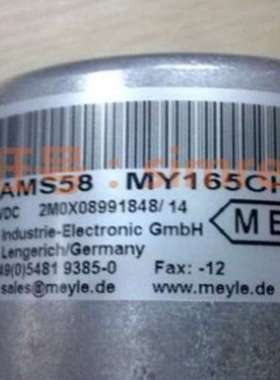 AMS58 MY165CH
VDC 2M0X08991848/ 14
Industrie-Electronic GmbH
Lengerich/Germany
49(0)5481 9385-0 Fax: -12
sales@meyle.de www.meyle.de
ME